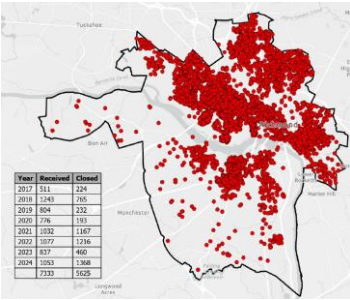 Tuckahoe
Bon Air
Manchester
Year Received Closed
2017 511 224
2018 1243 765
2019 804 232
2020 776 193
2021 1032 1167
2022 1077 1216
2023 837 460
2024 1053 1368
7333 5625
Longwood
Acres